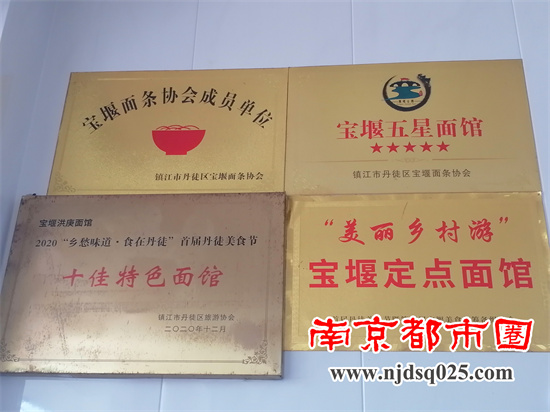 宝堰面条协会成员单位
镇江市丹徒区宝堰面条协会
宝堰五星面馆
★★★★★
镇江市丹徒区宝堰面条协会
宝堰洪庚面馆
2020“乡愁味道·食在丹徒”首届丹徒美食节
十佳特色面馆
镇江市丹徒区旅游协会
二〇二〇年十二月
“美丽乡村游”
宝堰定点面馆
南京都市圈
www.njdsq025.com